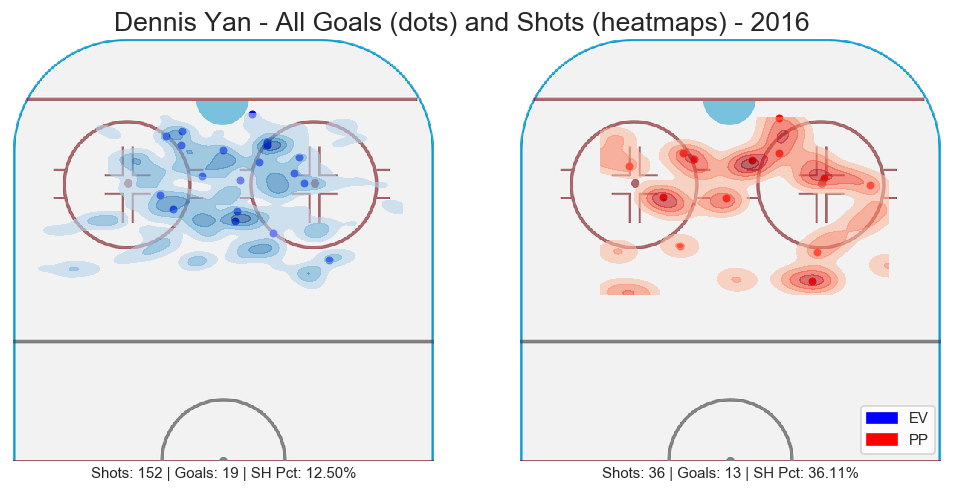 Dennis Yan - All Goals (dots) and Shots (heatmaps) - 2016
EV
PP
Shots: 152 | Goals: 19 | SH Pct: 12.50%
Shots: 36 | Goals: 13 | SH Pct: 36.11%